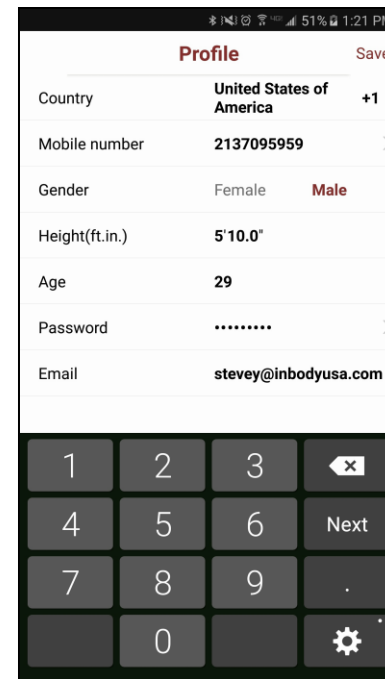 51% 1:21 PM
Profile Save
Country United States of America +1
Mobile number 2137095959
Gender Female Male
Height(ft.in.) 5'10.0"
Age 29
Password •••••••••
Email stevey@inbodyusa.com
1 2 3
4 5 6 Next
7 8 9 .
0